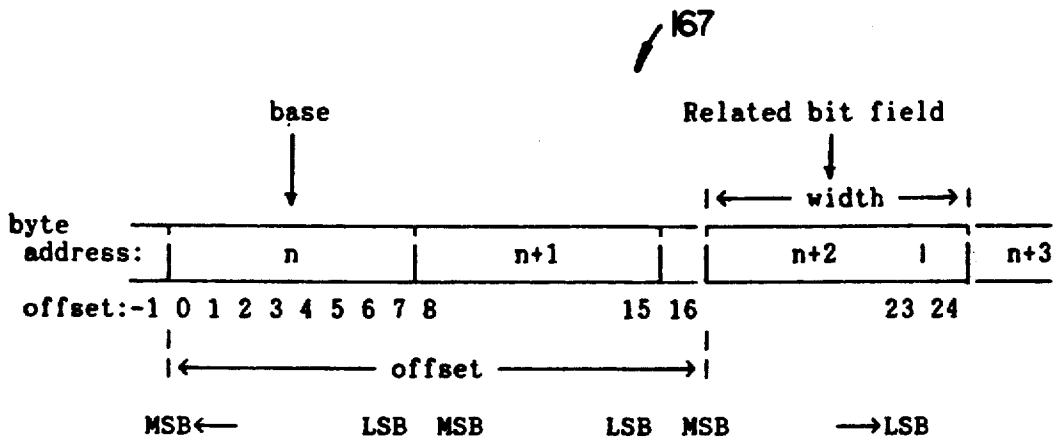 167
base Related bit field
width
byte
address: n n+1 n+2 n+3
offset:-1 0 1 2 3 4 5 6 7 8 15 16 23 24
offset
MSB LSB MSB LSB MSB LSB